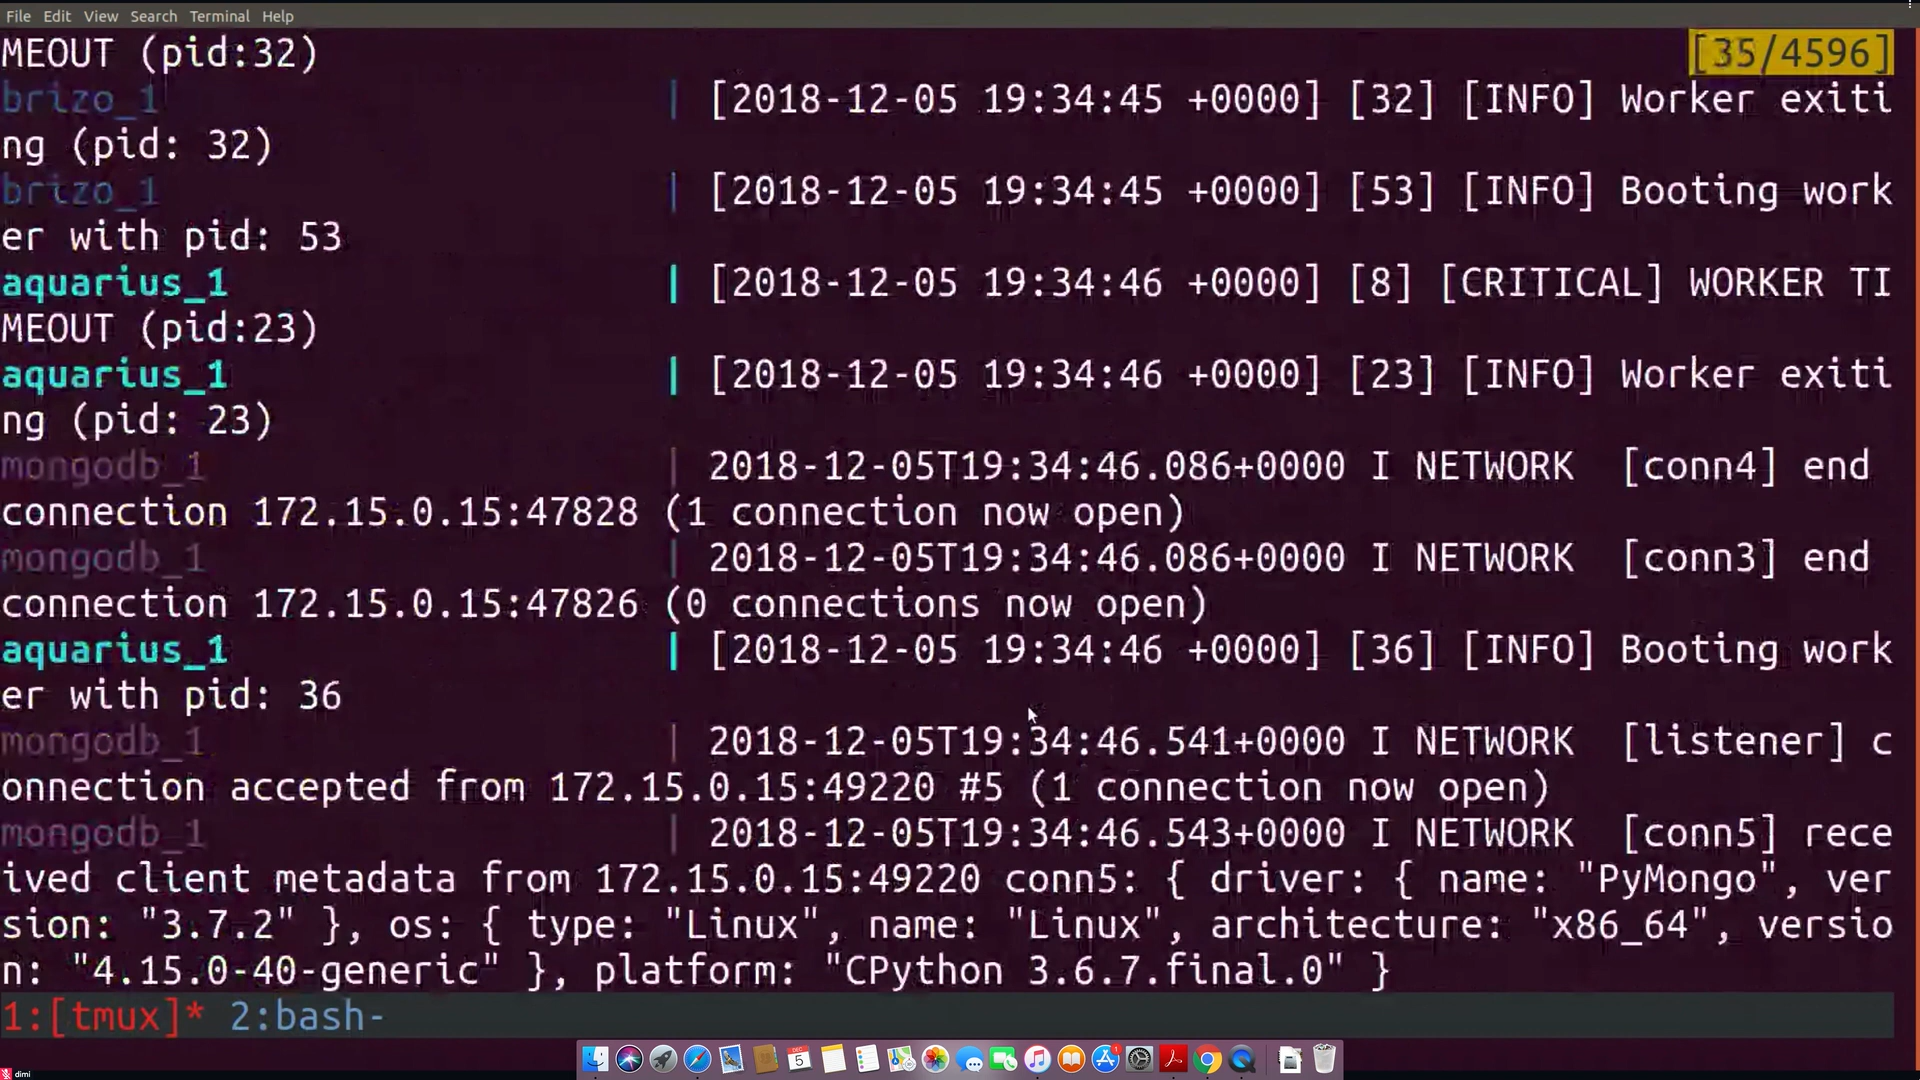 File Edit View Search Terminal Help
MEOUT (pid:32) [35/4596]
brizo_1 | [2018-12-05 19:34:45 +0000] [32] [INFO] Worker exiti
ng (pid: 32)
brizo_1 | [2018-12-05 19:34:45 +0000] [53] [INFO] Booting work
er with pid: 53
aquarius_1 | [2018-12-05 19:34:46 +0000] [8] [CRITICAL] WORKER TI
MEOUT (pid:23)
aquarius_1 | [2018-12-05 19:34:46 +0000] [23] [INFO] Worker exiti
ng (pid: 23)
mongodb_1 | 2018-12-05T19:34:46.086+0000 I NETWORK [conn4] end
connection 172.15.0.15:47828 (1 connection now open)
mongodb_1 | 2018-12-05T19:34:46.086+0000 I NETWORK [conn3] end
connection 172.15.0.15:47826 (0 connections now open)
aquarius_1 | [2018-12-05 19:34:46 +0000] [36] [INFO] Booting work
er with pid: 36
mongodb_1 | 2018-12-05T19:34:46.541+0000 I NETWORK [listener] c
onnection accepted from 172.15.0.15:49220 #5 (1 connection now open)
mongodb_1 | 2018-12-05T19:34:46.543+0000 I NETWORK [conn5] rece
ived client metadata from 172.15.0.15:49220 conn5: { driver: { name: "PyMongo", ver
sion: "3.7.2" }, os: { type: "Linux", name: "Linux", architecture: "x86_64", versio
n: "4.15.0-40-generic" }, platform: "CPython 3.6.7.final.0" }
1:[tmux]* 2:bash-
DEC
5
dimi